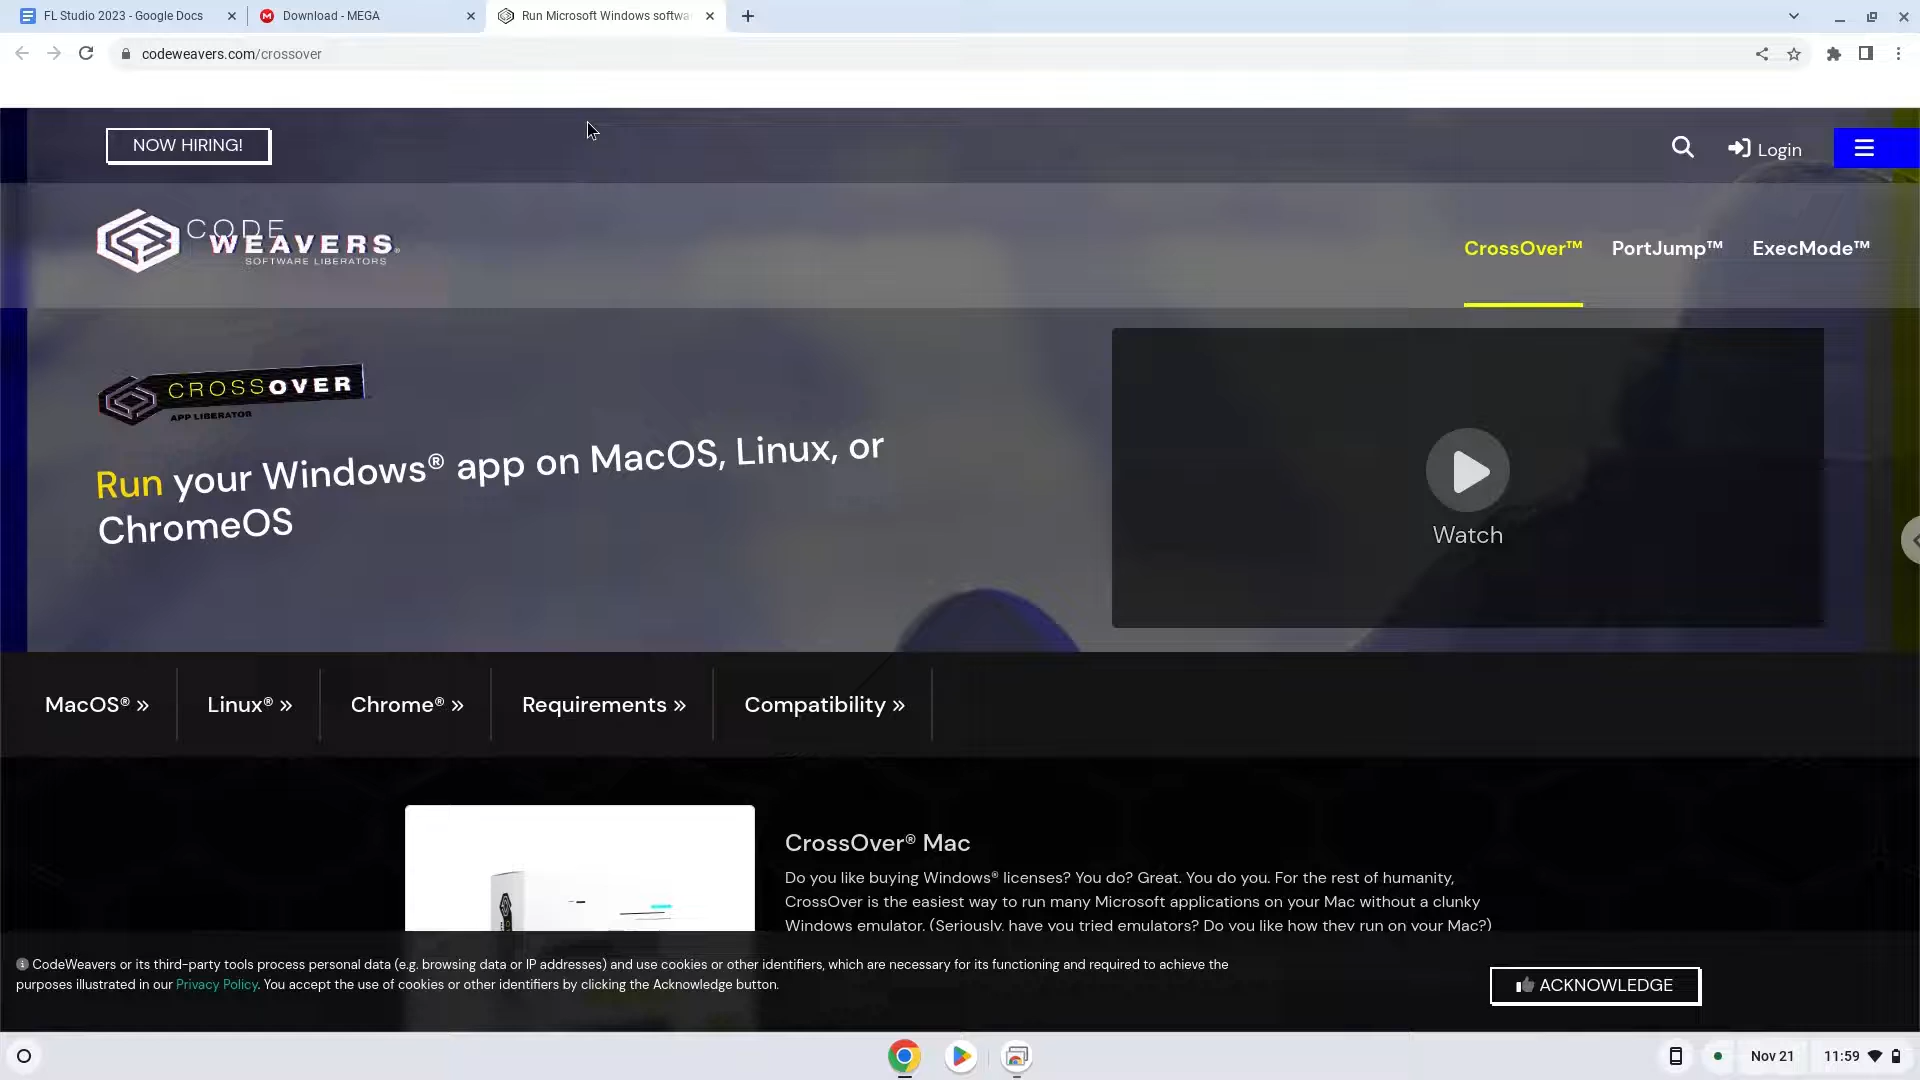 FL Studio 2023 - Google Docs
Download - MEGA
Run Microsoft Windows softwa
codeweavers.com/crossover
NOW HIRING!
Login
CODE
WEAVERS®
SOFTWARE LIBERATORS
CrossOver™
PortJump™
ExecMode™
CROSSOVER
APP LIBERATOR
Run your Windows® app on MacOS, Linux, or
ChromeOS
Watch
MacOS® »
Linux® »
Chrome® »
Requirements »
Compatibility »
CrossOver® Mac
Do you like buying Windows® licenses? You do? Great. You do you. For the rest of humanity,
CrossOver is the easiest way to run many Microsoft applications on your Mac without a clunky
Windows emulator. (Seriously, have you tried emulators? Do you like how they run on your Mac?)
CodeWeavers or its third-party tools process personal data (e.g. browsing data or IP addresses) and use cookies or other identifiers, which are necessary for its functioning and required to achieve the
purposes illustrated in our Privacy Policy. You accept the use of cookies or other identifiers by clicking the Acknowledge button.
ACKNOWLEDGE
Nov 21
11:59